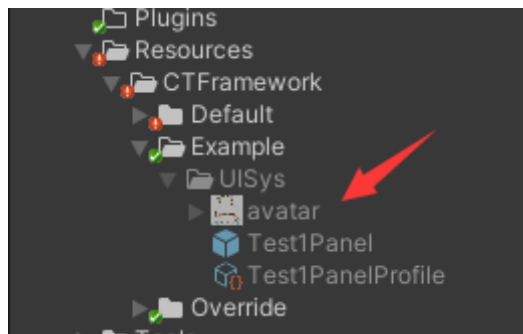 Plugins
Resources
CTFramework
Default
Example
UISys
avatar
Test1Panel
Test1PanelProfile
Override